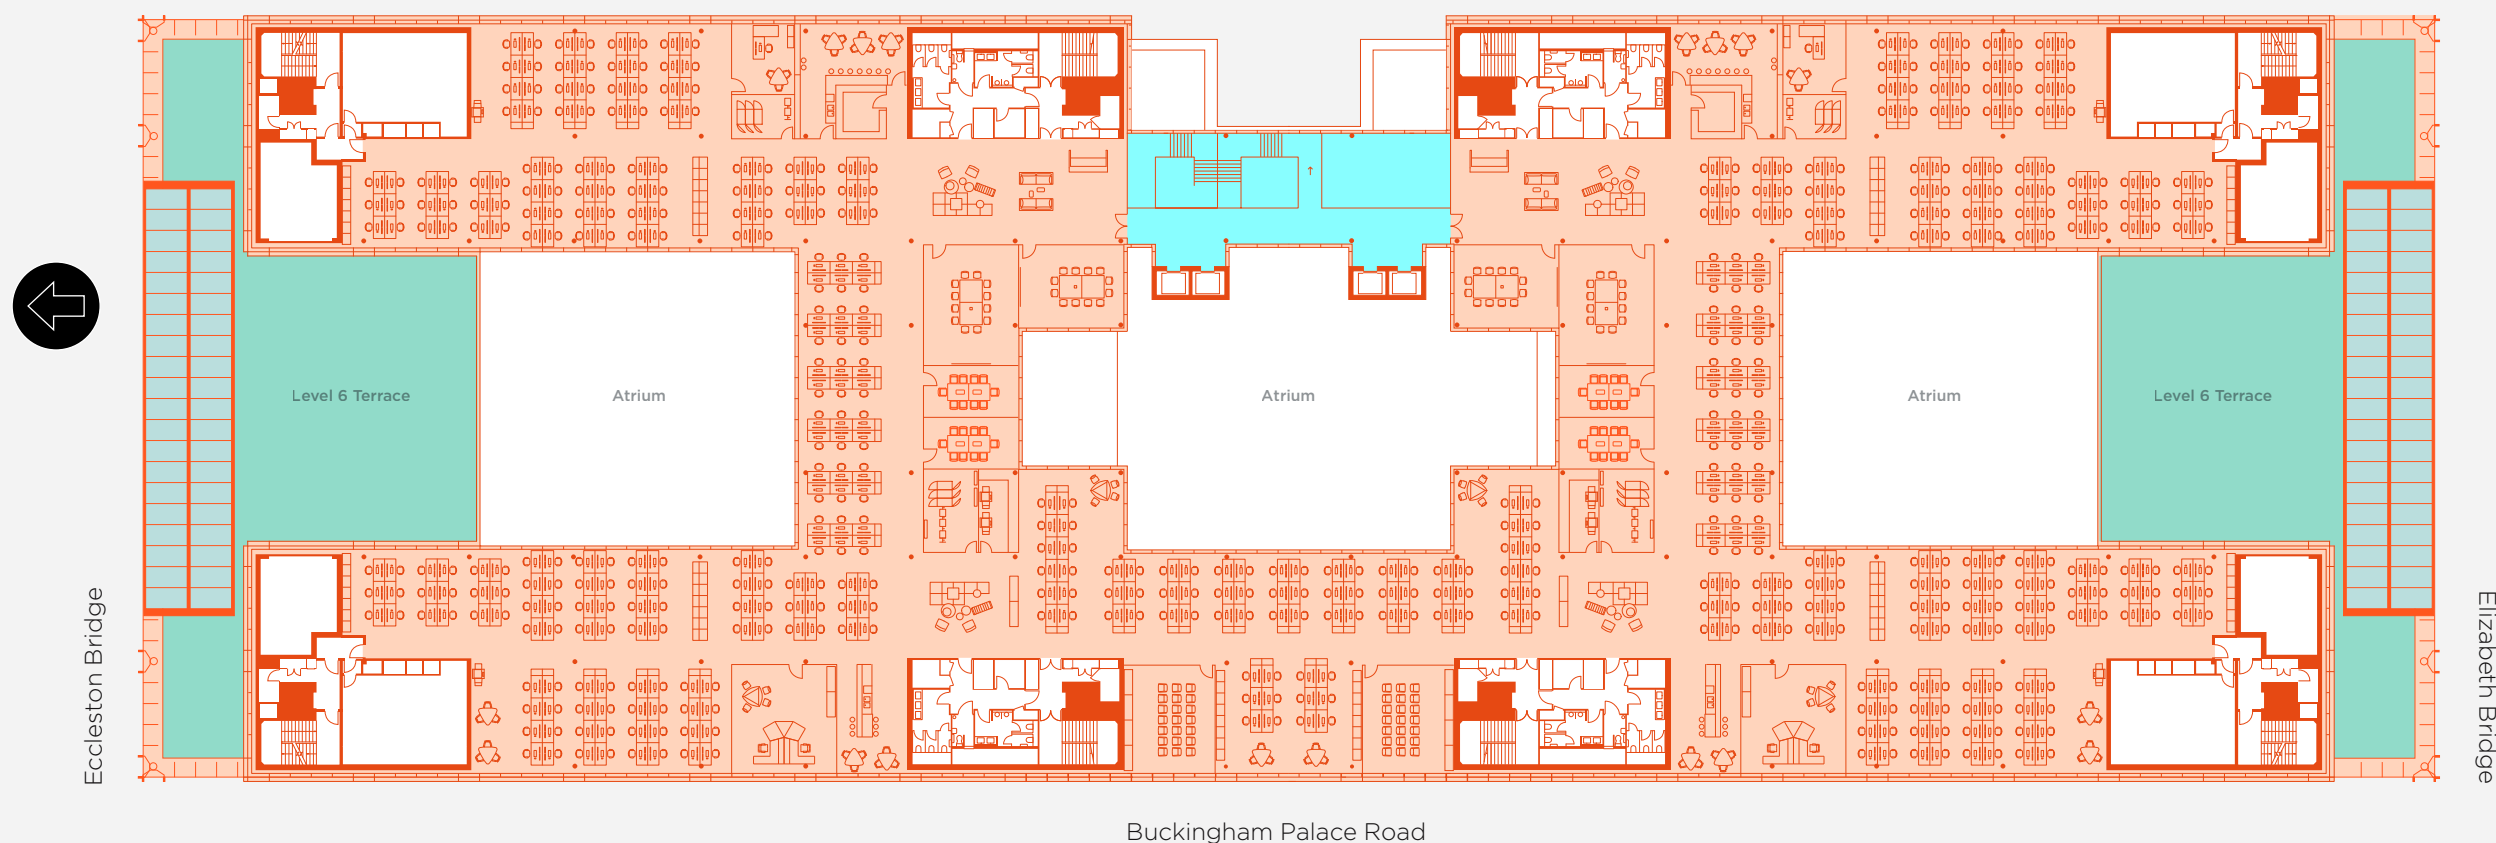 Level 6 Terrace
Atrium
Atrium
Atrium
Level 6 Terrace
Eccleston Bridge
Elizabeth Bridge
Buckingham Palace Road